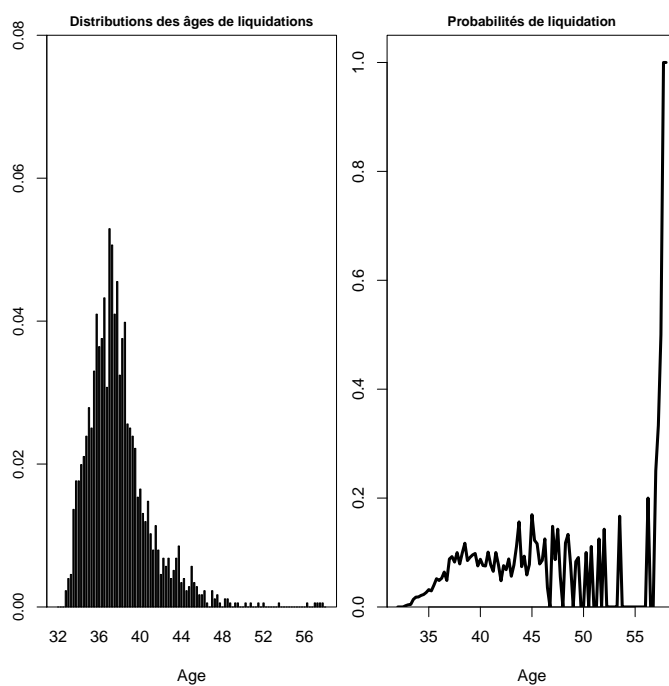 Distributions des âges de liquidations
0.08
0.06
0.04
0.02
0.00
32 36 40 44 48 52 56
Age
Probabilités de liquidation
1.0
0.8
0.6
0.4
0.2
0.0
35 40 45 50 55
Age